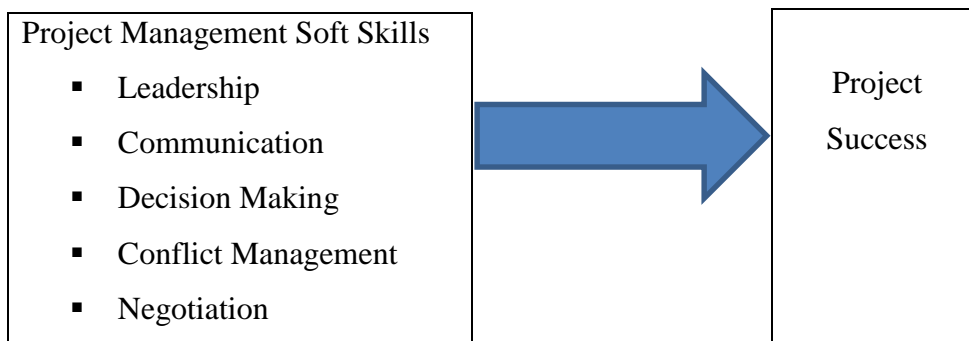 Project Management Soft Skills
▪ Leadership
▪ Communication
▪ Decision Making
▪ Conflict Management
▪ Negotiation
Project
Success